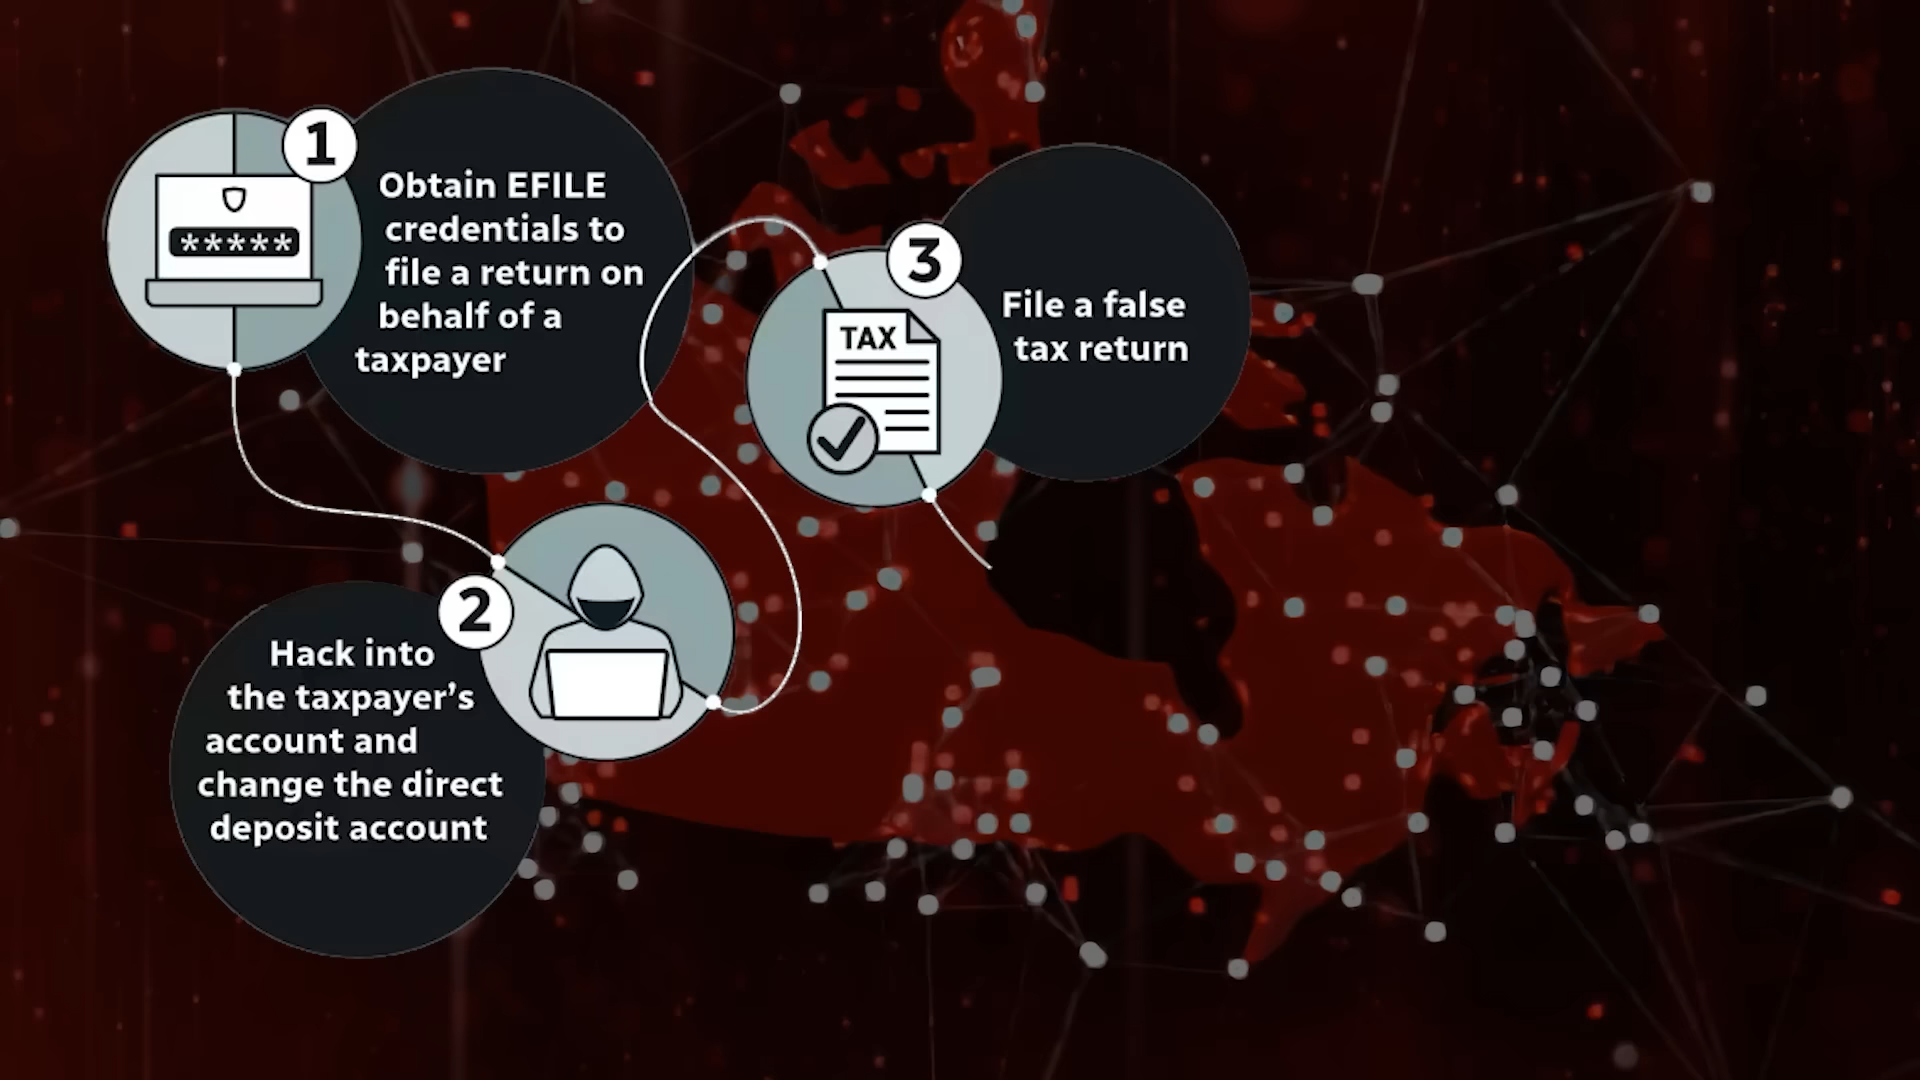 1
Obtain EFILE
credentials to
file a return on
behalf of a
taxpayer
*****
2
Hack into
the taxpayer’s
account and
change the direct
deposit account
3
File a false
tax return
TAX